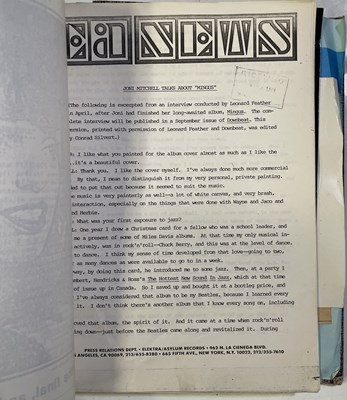 E/A NEWS
JONI MITCHELL TALKS ABOUT "MINGUS"
(The following is excerpted from an interview conducted by Leonard Feather
in April, after Joni had finished her long-awaited album, Mingus. The com-
plete interview will be published in a September issue of Downbeat. This
version, printed with permission of Leonard Feather and Downbeat, was edited
by Conrad Silvert.)
I like what you painted for the album cover almost as much as I like the
it's a beautiful cover.
Thank you. I like the cover myself. I've always done much more commercial
By that, I mean to distinguish it from my very personal, private painting.
to put that out because it seemed to suit the music.
music is very painterly as well--a lot of white canvas, and very brash,
interaction, especially on the things that were done with Wayne and Jaco and
and Herbie.
What was your first exposure to jazz?
One year I drew a Christmas card for a fellow who was a school leader, and
me a present of some of Miles Davis albums. At that time my only musical in-
actively, was in rock'n'roll--Chuck Berry, and this was at the level of dance,
to dance. I think my sense of time developed from that love--going to two,
as many dances as were available to go to in a week.
way, by doing this card, he introduced me to some jazz. Then, at a party I
Lambert, Hendricks & Ross's The Hottest New Sound In Jazz, which at that time
of issue up in Canada. So I saved up and bought it at a bootleg price, and
I've always considered that album to be my Beatles, because I learned every
I don't think there's another album that I know every song on, including
loved that album, the spirit of it. And it came at a time when rock'n'roll
ing down--just before the Beatles came along and revitalized it. During
PRESS RELATIONS DEPT. • ELEKTRA/ASYLUM RECORDS • 962 N. LA CIENEGA BLVD.
LOS ANGELES, CA 90069, 213/655-8280 • 665 FIFTH AVE., NEW YORK, N.Y. 10022, 212/355-7610